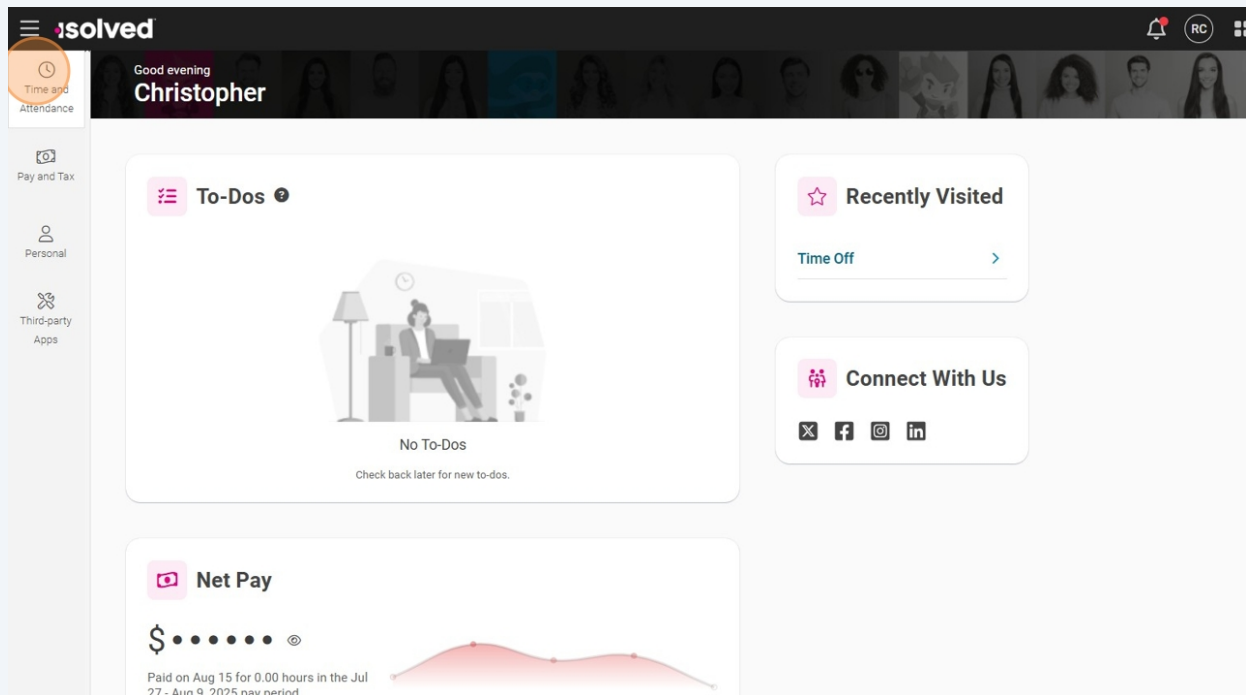 isolved
RC
Time and
Attendance
Good evening
Christopher
Pay and Tax
Personal
Third-party
Apps
To-Dos ?
No To-Dos
Check back later for new to-dos.
Recently Visited
Time Off
Connect With Us
Net Pay
$ ••••••
Paid on Aug 15 for 0.00 hours in the Jul
27 - Aug 9, 2025 pay period